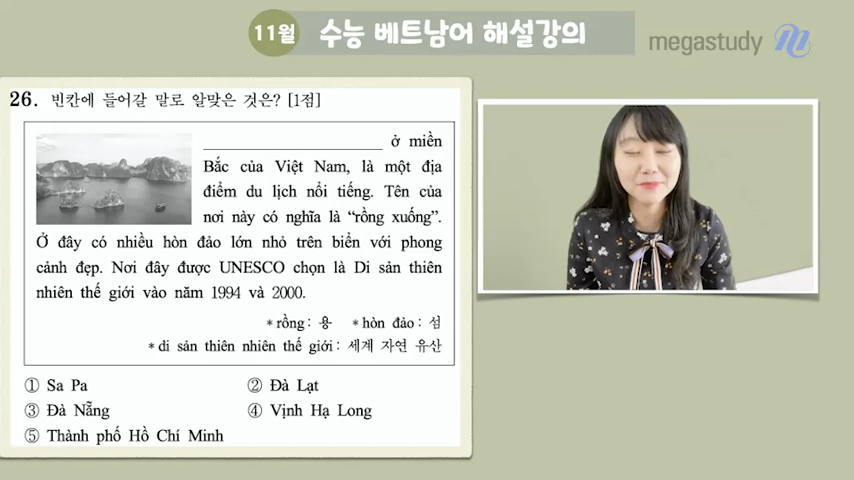 11월 수능 베트남어 해설강의
megastudy
26. 빈칸에 들어갈 말로 알맞은 것은? [1점]
_______________ ở miền
Bắc của Việt Nam, là một địa
điểm du lịch nổi tiếng. Tên của
nơi này có nghĩa là “rồng xuống”.
Ở đây có nhiều hòn đảo lớn nhỏ trên biển với phong
cảnh đẹp. Nơi đây được UNESCO chọn là Di sản thiên
nhiên thế giới vào năm 1994 và 2000.
* rồng: 용 * hòn đảo: 섬
* di sản thiên nhiên thế giới: 세계 자연 유산
① Sa Pa ② Đà Lạt
③ Đà Nẵng ④ Vịnh Hạ Long
⑤ Thành phố Hồ Chí Minh